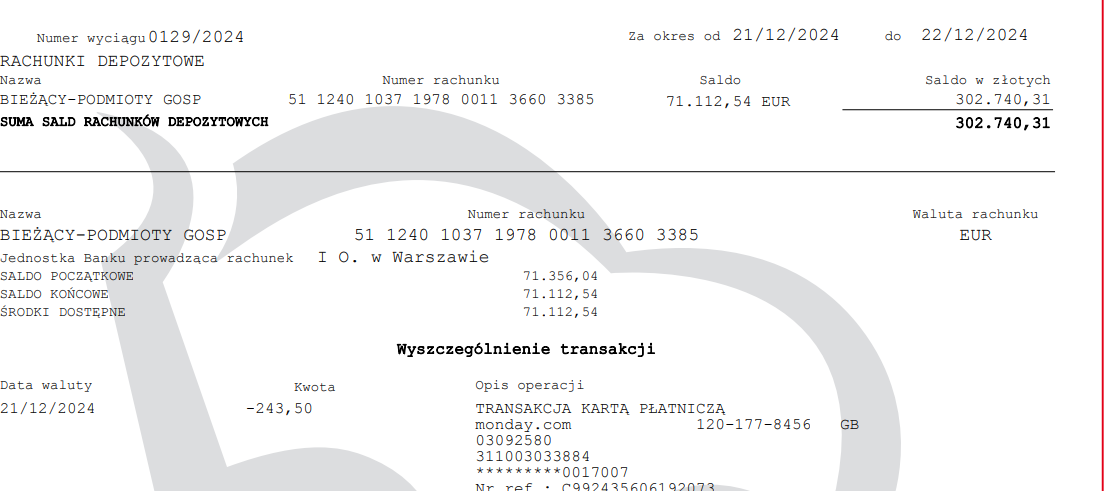 Numer wyciągu 0129/2024 Za okres od 21/12/2024 do 22/12/2024
RACHUNKI DEPOZYTOWE
Nazwa Numer rachunku Saldo Saldo w złotych
BIEŻĄCY-PODMIOTY GOSP 51 1240 1037 1978 0011 3660 3385 71.112,54 EUR 302.740,31
SUMA SALD RACHUNKÓW DEPOZYTOWYCH 302.740,31
Nazwa Numer rachunku Waluta rachunku
BIEŻĄCY-PODMIOTY GOSP 51 1240 1037 1978 0011 3660 3385 EUR
Jednostka Banku prowadząca rachunek I O. w Warszawie
SALDO POCZĄTKOWE 71.356,04
SALDO KOŃCOWE 71.112,54
ŚRODKI DOSTĘPNE 71.112,54
Wyszczególnienie transakcji
Data waluty Kwota Opis operacji
21/12/2024 -243,50 TRANSAKCJA KARTĄ PŁATNICZĄ
monday.com 120-177-8456 GB
03092580
311003033884
*********0017007
Nr ref.: C992435606192073